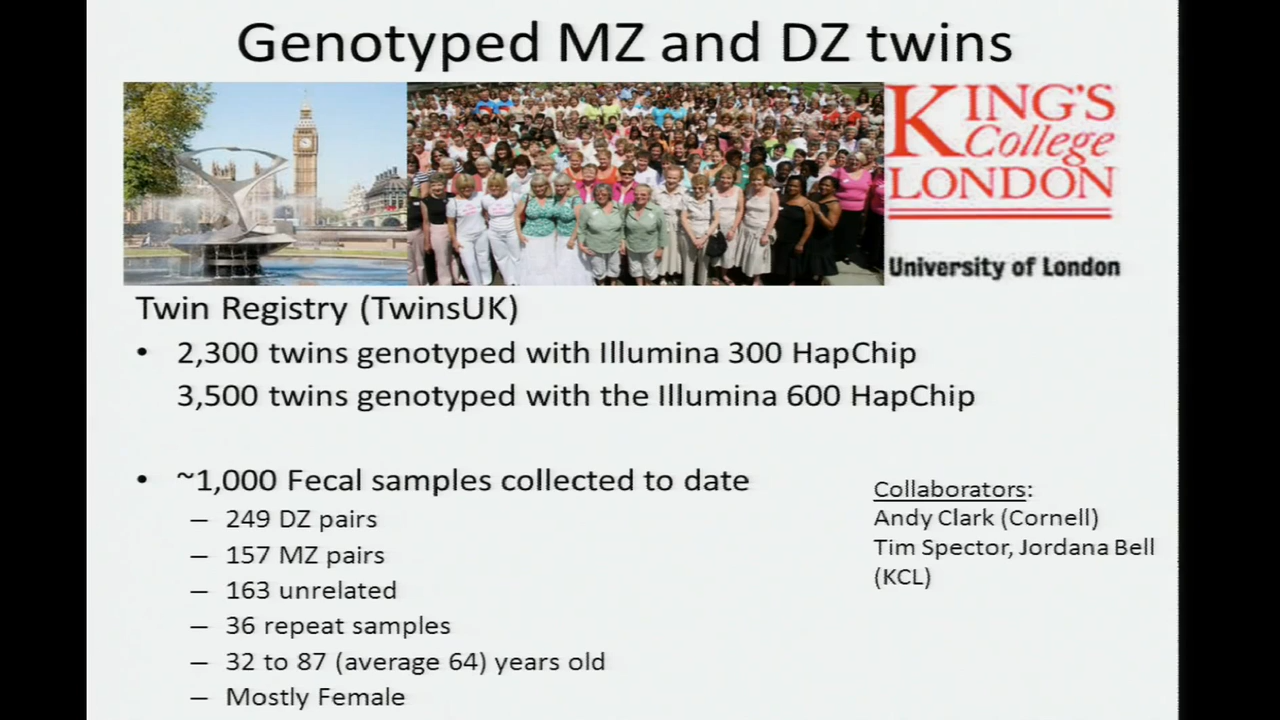 Genotyped MZ and DZ twins
KING'S
College
LONDON
University of London
Twin Registry (TwinsUK)
• 2,300 twins genotyped with Illumina 300 HapChip
3,500 twins genotyped with the Illumina 600 HapChip
• ~1,000 Fecal samples collected to date
– 249 DZ pairs
– 157 MZ pairs
– 163 unrelated
– 36 repeat samples
– 32 to 87 (average 64) years old
– Mostly Female
Collaborators:
Andy Clark (Cornell)
Tim Spector, Jordana Bell
(KCL)